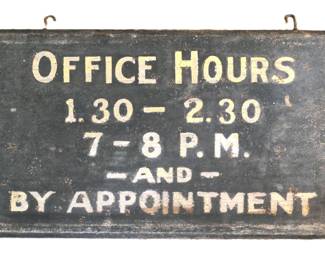 OFFICE HOURS
1.30 - 2.30
7 - 8 P. M.
- AND -
BY APPOINTMENT